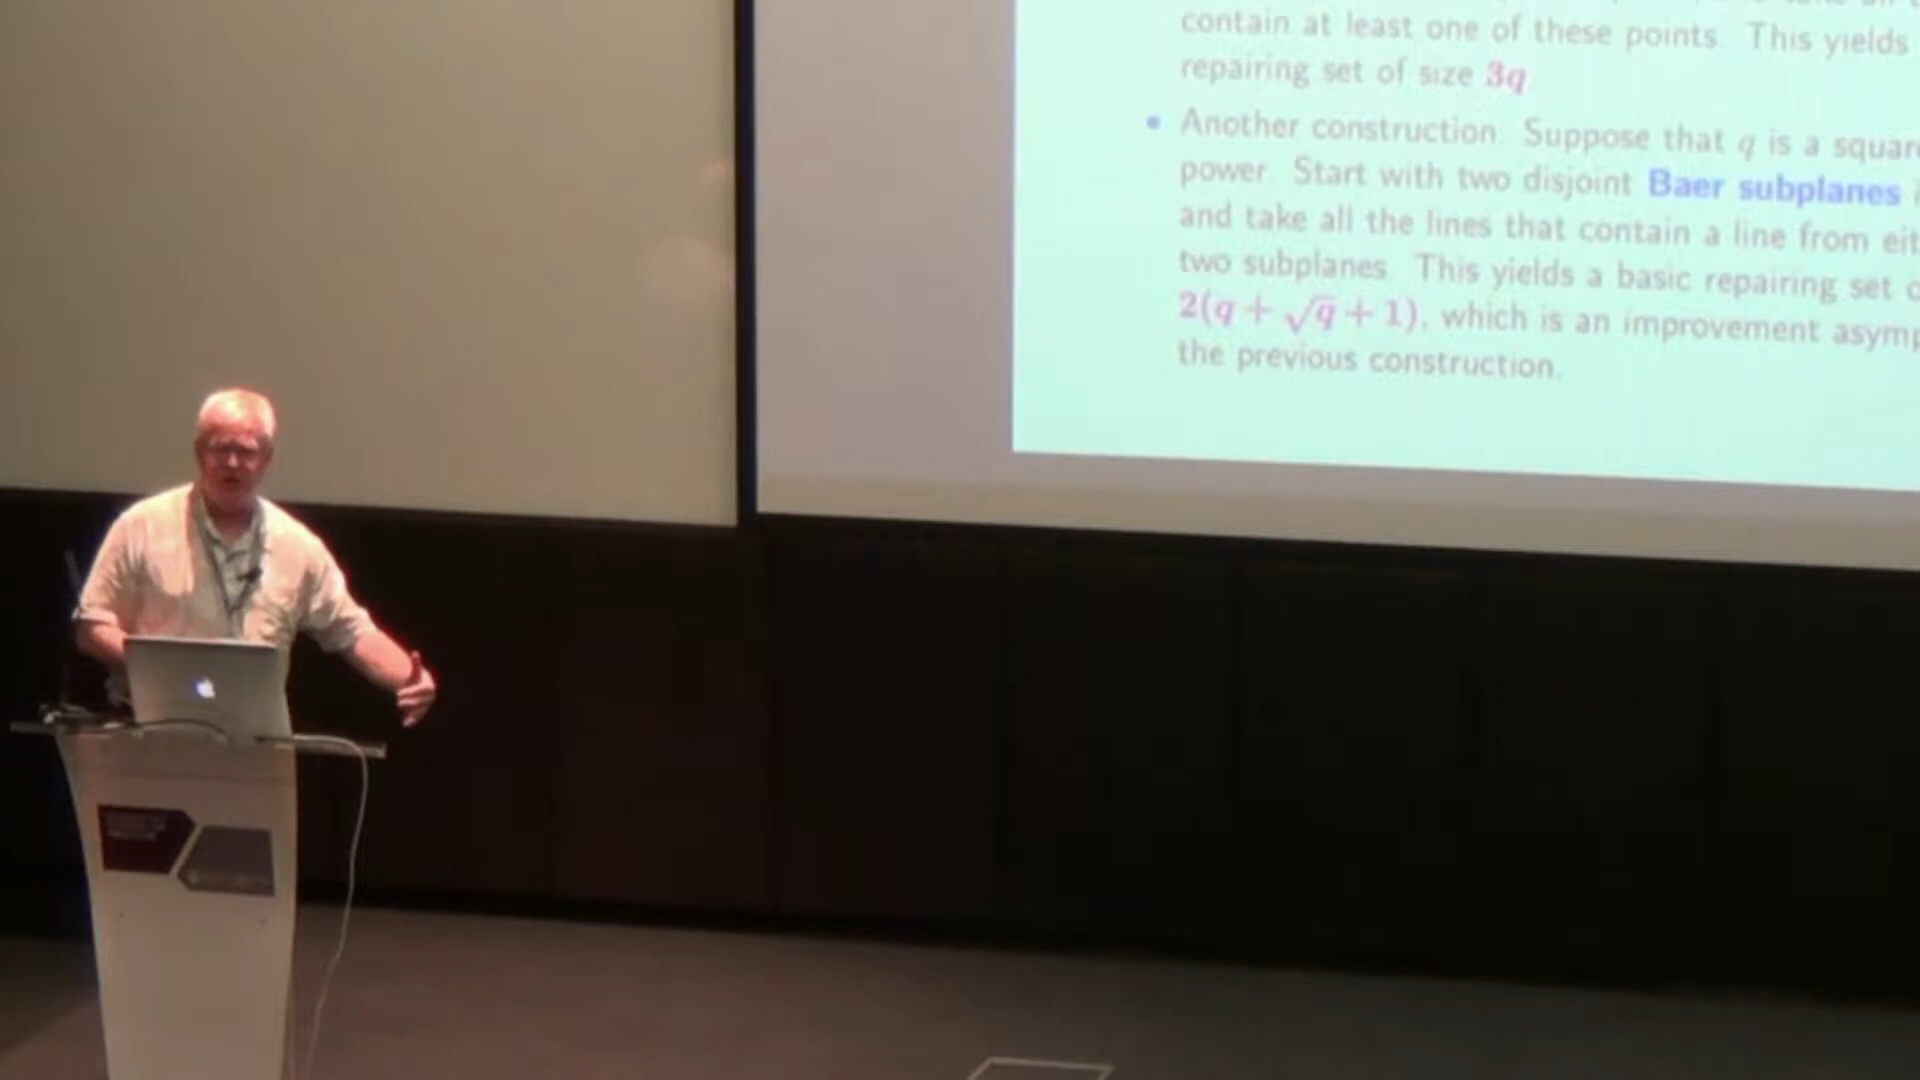 contain at least one of these points. This yields
repairing set of size 3q
• Another construction. Suppose that q is a square
power. Start with two disjoint Baer subplanes
and take all the lines that contain a line from
two subplanes. This yields a basic repairing set
2(q + √q + 1), which is an improvement
the previous construction.